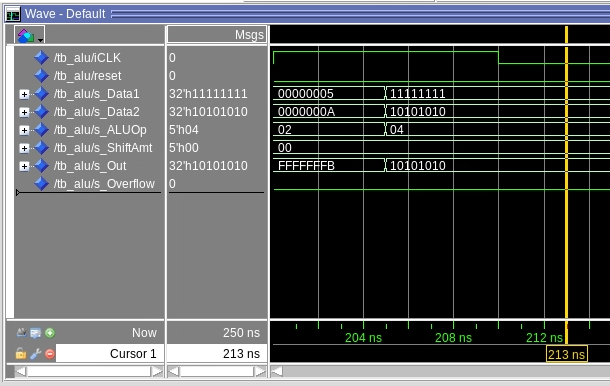 Wave - Default
Msgs
/tb_alu/iCLK 0
/tb_alu/reset 0
/tb_alu/s_Data1 32'h11111111 00000005 11111111
/tb_alu/s_Data2 32'h10101010 0000000A 10101010
/tb_alu/s_ALUOp 5'h04 02 04
/tb_alu/s_ShiftAmt 5'h00 00
/tb_alu/s_Out 32'h10101010 FFFFFFFB 10101010
/tb_alu/s_Overflow 0
Now 250 ns 204 ns 208 ns 212 ns
Cursor 1 213 ns 213 ns